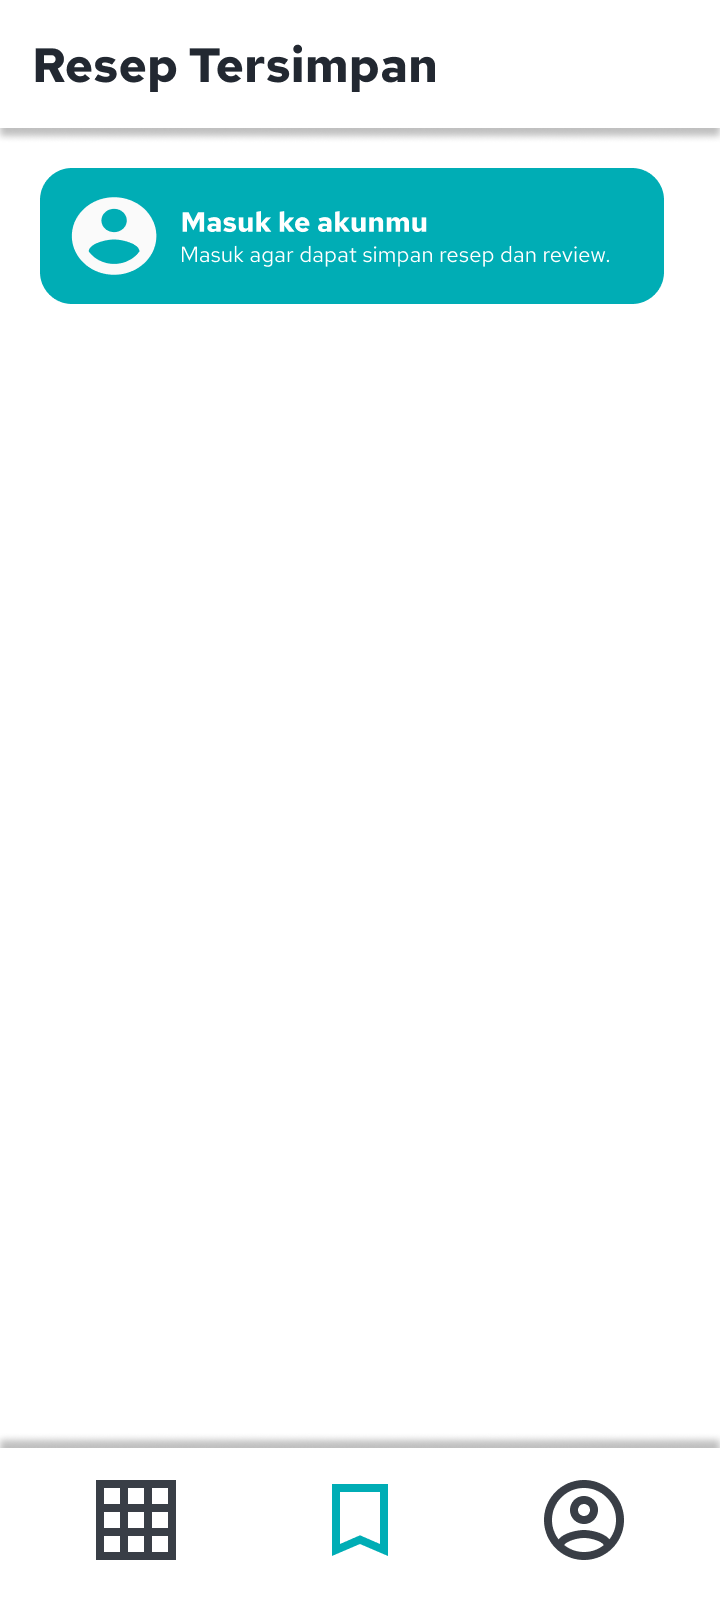 Resep Tersimpan
Masuk ke akunmu
Masuk agar dapat simpan resep dan review.